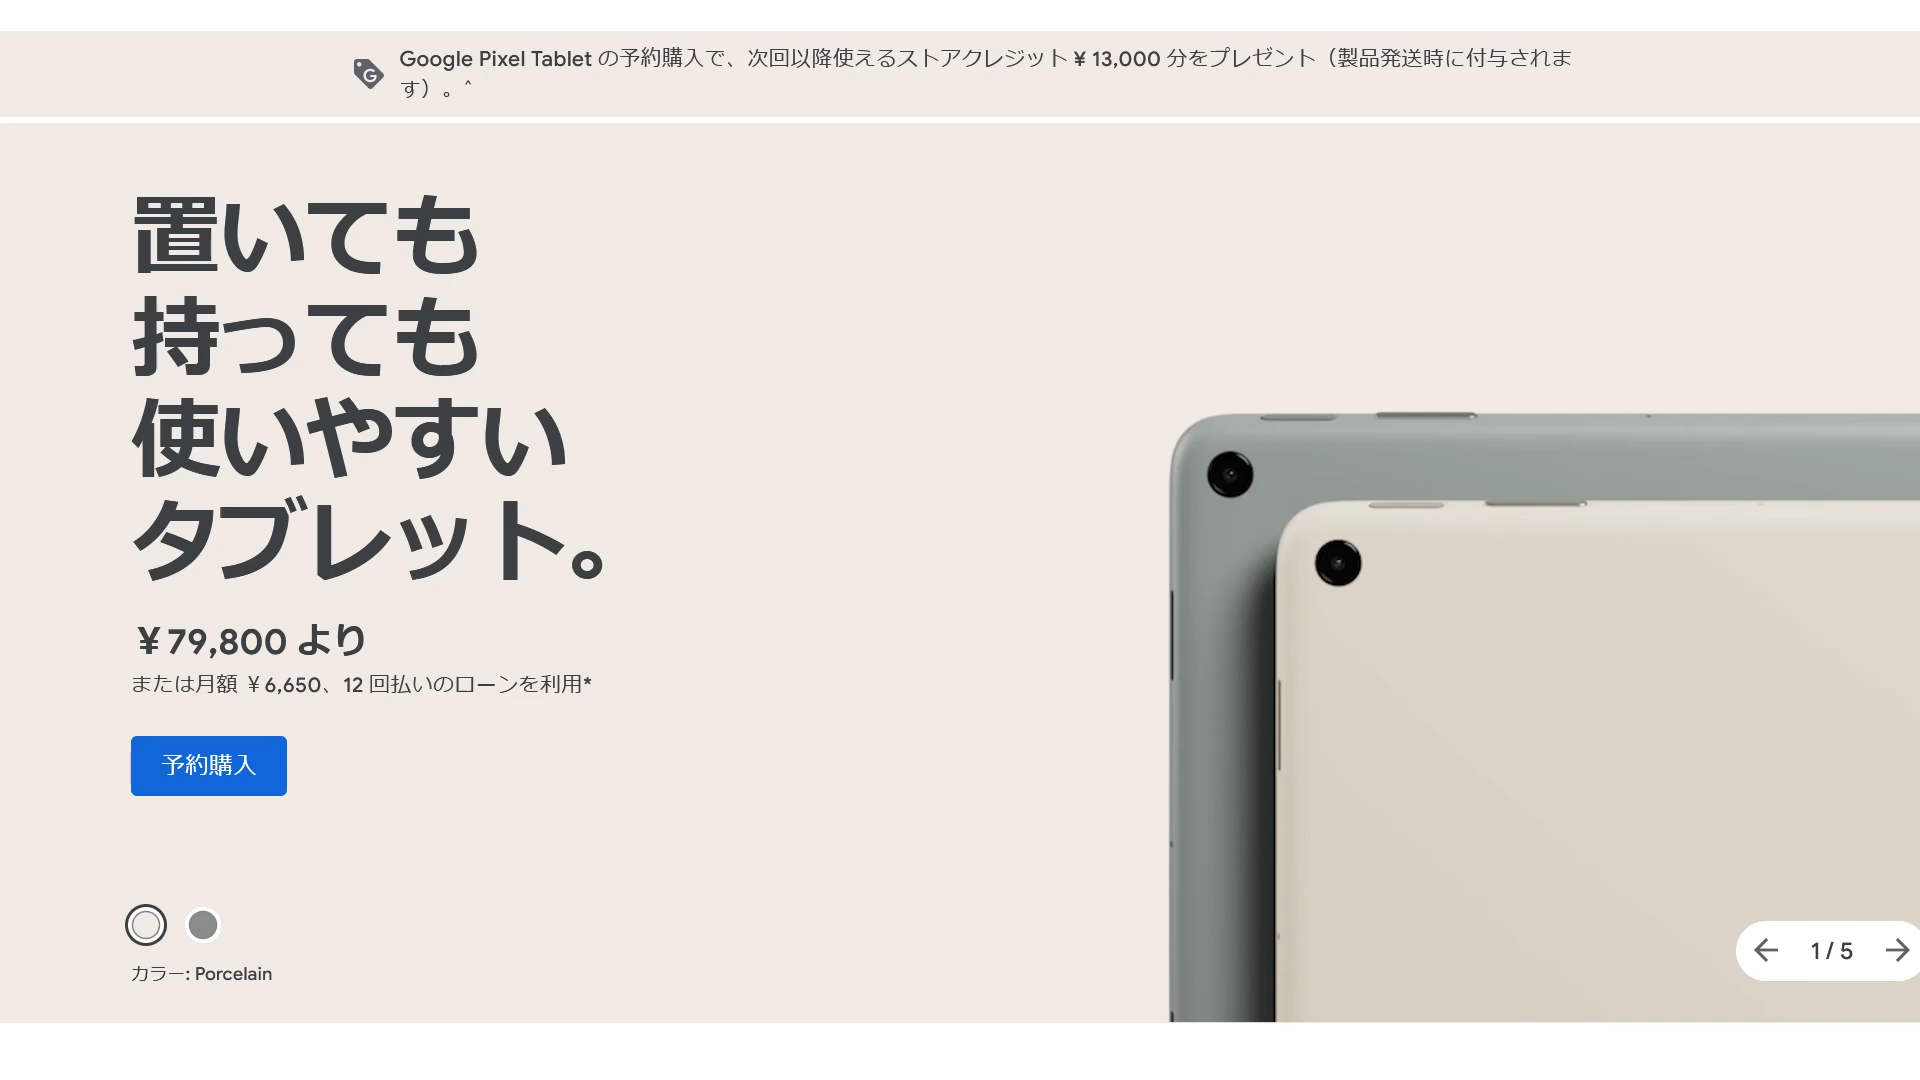 Google Pixel Tablet の予約購入で、次回以降使えるストアクレジット ¥ 13,000 分をプレゼント（製品発送時に付与されま
す）。^
置いても
持っても
使いやすい
タブレット。
￥79,800 より
または月額 ￥6,650、12 回払いのローンを利用*
予約購入
カラー: Porcelain
1 / 5